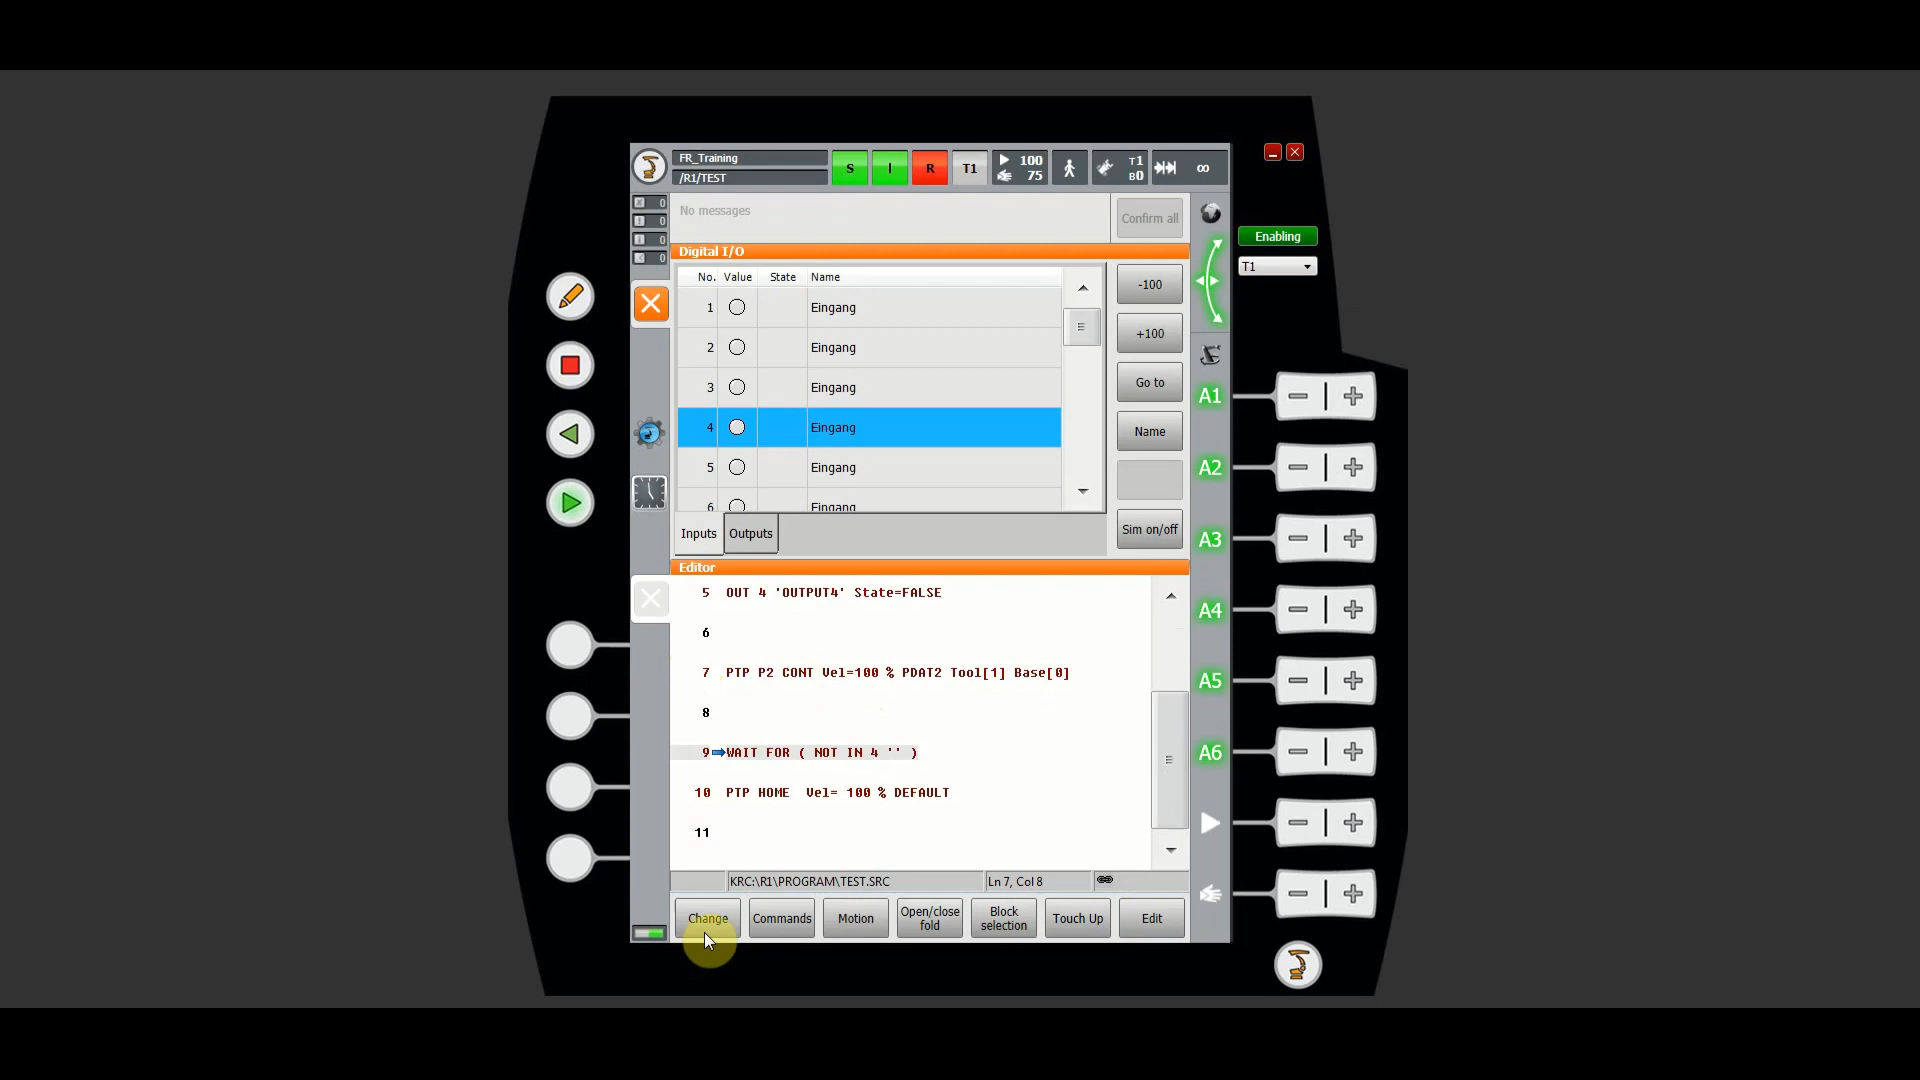 FR_Training
/R1/TEST
S
I
R
T1
100
75
T1
B0
∞
0
0
0
0
No messages
Confirm all
Enabling
T1
Digital I/O
No. Value State Name
1 Eingang
2 Eingang
3 Eingang
4 Eingang
5 Eingang
6 Eingang
-100
+100
Go to
Name
Sim on/off
Inputs
Outputs
A1
A2
A3
A4
A5
A6
Editor
5 OUT 4 'OUTPUT4' State=FALSE
6
7 PTP P2 CONT Vel=100 % PDAT2 Tool[1] Base[0]
8
9 WAIT FOR ( NOT IN 4 '' )
10 PTP HOME Vel= 100 % DEFAULT
11
KRC:\R1\PROGRAM\TEST.SRC
Ln 7, Col 8
Change
Commands
Motion
Open/close
fold
Block
selection
Touch Up
Edit